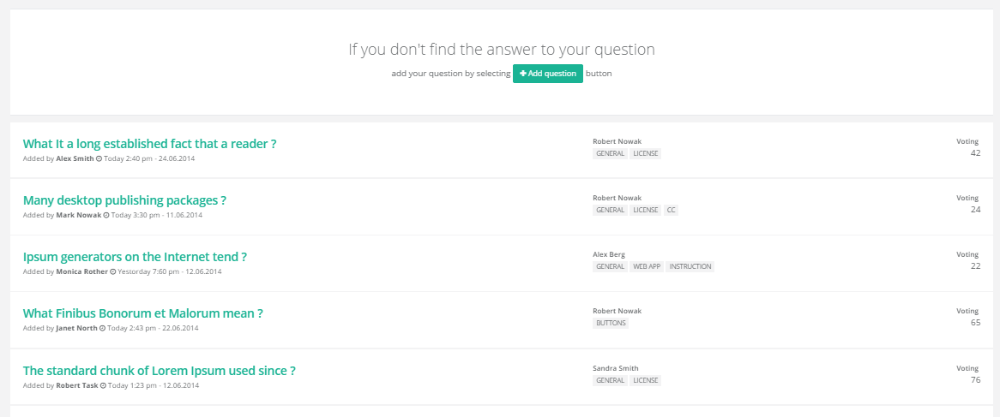 If you don't find the answer to your question
add your question by selecting Add question button
What It a long established fact that a reader ?
Added by Alex Smith Today 2:40 pm - 24.06.2014
Robert Nowak
GENERAL LICENSE
Voting
42
Many desktop publishing packages ?
Added by Mark Nowak Today 3:30 pm - 11.06.2014
Robert Nowak
GENERAL LICENSE CC
Voting
24
Ipsum generators on the Internet tend ?
Added by Monica Rother Yestorday 7:60 pm - 12.06.2014
Alex Berg
GENERAL WEB APP INSTRUCTION
Voting
22
What Finibus Bonorum et Malorum mean ?
Added by Janet North Today 2:43 pm - 22.06.2014
Robert Nowak
BUTTONS
Voting
65
The standard chunk of Lorem Ipsum used since ?
Added by Robert Task Today 1:23 pm - 12.06.2014
Sandra Smith
GENERAL LICENSE
Voting
76